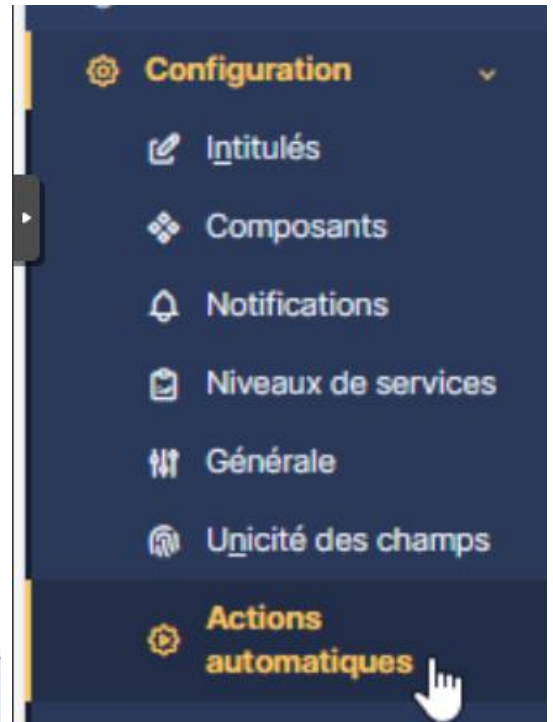 Configuration
Intitulés
Composants
Notifications
Niveaux de services
Générale
Unicité des champs
Actions
automatiques